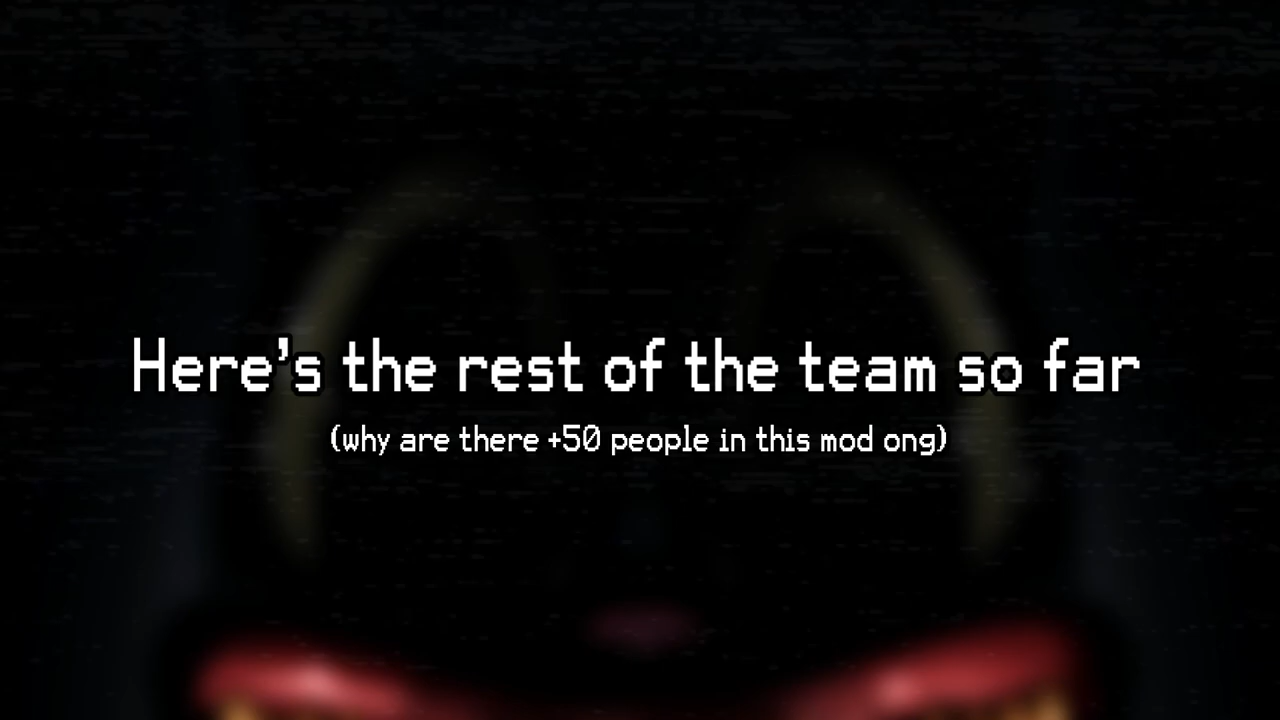 Here's the rest of the team so far
(why are there +50 people in this mod ong)